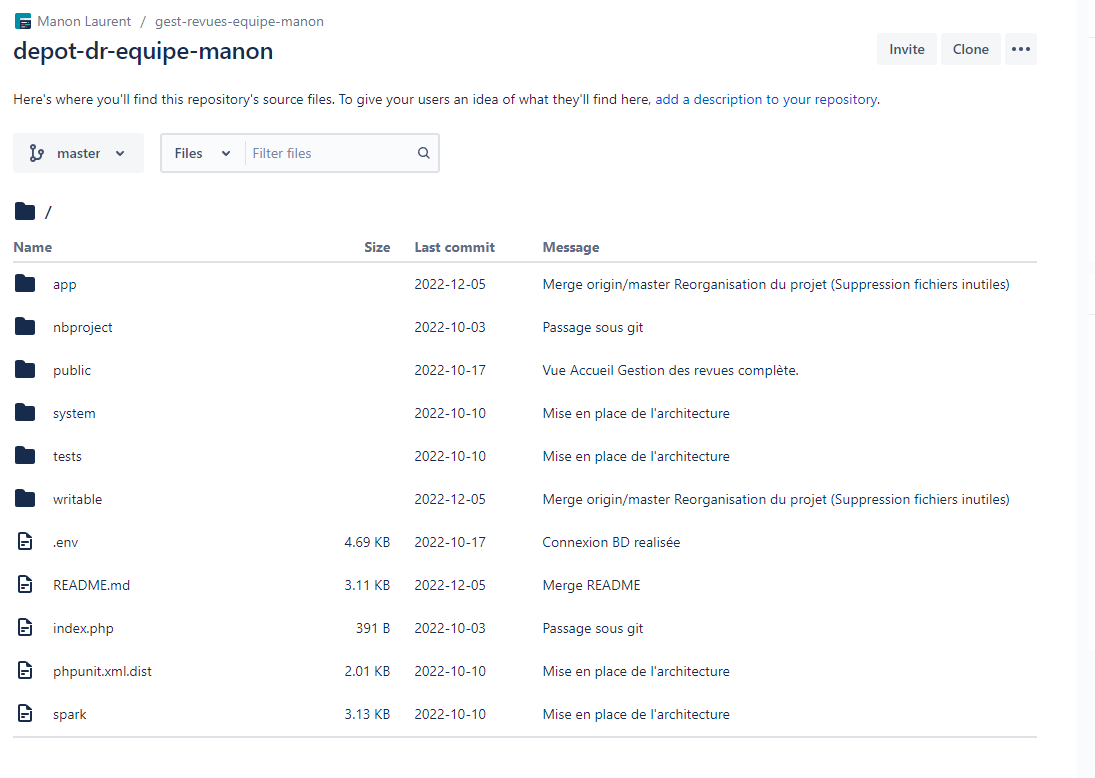 Manon Laurent / gest-revues-equipe-manon
depot-dr-equipe-manon
Invite Clone
Here's where you'll find this repository's source files. To give your users an idea of what they'll find here, add a description to your repository.
master Files Filter files
/
Name Size Last commit Message
app 2022-12-05 Merge origin/master Reorganisation du projet (Suppression fichiers inutiles)
nbproject 2022-10-03 Passage sous git
public 2022-10-17 Vue Accueil Gestion des revues complète.
system 2022-10-10 Mise en place de l'architecture
tests 2022-10-10 Mise en place de l'architecture
writable 2022-12-05 Merge origin/master Reorganisation du projet (Suppression fichiers inutiles)
.env 4.69 KB 2022-10-17 Connexion BD realisée
README.md 3.11 KB 2022-12-05 Merge README
index.php 391 B 2022-10-03 Passage sous git
phpunit.xml.dist 2.01 KB 2022-10-10 Mise en place de l'architecture
spark 3.13 KB 2022-10-10 Mise en place de l'architecture